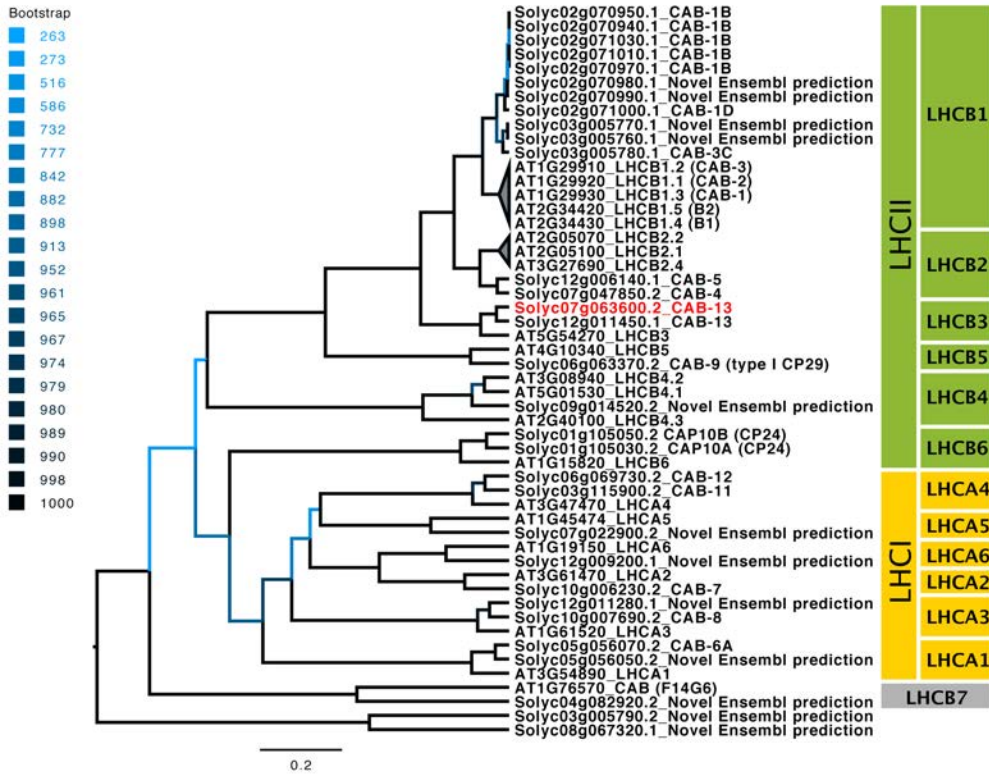 Bootstrap
263
273
516
586
732
777
842
882
898
913
952
961
965
967
974
979
980
989
990
998
1000
Solyc02g070950.1_CAB-1B
Solyc02g070940.1_CAB-1B
Solyc02g071030.1_CAB-1B
Solyc02g071010.1_CAB-1B
Solyc02g070970.1_CAB-1B
Solyc02g070980.1_Novel Ensembl prediction
Solyc02g070990.1_Novel Ensembl prediction
Solyc02g071000.1_CAB-1D
Solyc03g005770.1_Novel Ensembl prediction
Solyc03g005760.1_Novel Ensembl prediction
Solyc03g005780.1_CAB-3C
AT1G29910_LHCB1.2 (CAB-3)
AT1G29920_LHCB1.1 (CAB-2)
AT1G29930_LHCB1.3 (CAB-1)
AT2G34420_LHCB1.5 (B2)
AT2G34430_LHCB1.4 (B1)
AT2G05070_LHCB2.2
AT2G05100_LHCB2.1
AT3G27690_LHCB2.4
Solyc12g006140.1_CAB-5
Solyc07g047850.2_CAB-4
Solyc07g063600.2_CAB-13
Solyc12g011450.1_CAB-13
AT5G54270_LHCB3
AT4G10340_LHCB5
Solyc06g063370.2_CAB-9 (type I CP29)
AT3G08940_LHCB4.2
AT5G01530_LHCB4.1
Solyc09g014520.2_Novel Ensembl prediction
AT2G40100_LHCB4.3
Solyc01g105050.2_CAP10B (CP24)
Solyc01g105030.2_CAP10A (CP24)
AT1G15820_LHCB6
Solyc06g069730.2_CAB-12
Solyc03g115900.2_CAB-11
AT3G47470_LHCA4
AT1G45474_LHCA5
Solyc07g022900.2_Novel Ensembl prediction
AT1G19150_LHCA6
Solyc12g009200.1_Novel Ensembl prediction
AT3G61470_LHCA2
Solyc10g006230.2_CAB-7
Solyc12g011280.1_Novel Ensembl prediction
Solyc10g007690.2_CAB-8
AT1G61520_LHCA3
Solyc05g056070.2_CAB-6A
Solyc05g056050.2_Novel Ensembl prediction
AT3G54890_LHCA1
AT1G76570_CAB (F14G6)
Solyc04g082920.2_Novel Ensembl prediction
Solyc03g005790.2_Novel Ensembl prediction
Solyc08g067320.1_Novel Ensembl prediction
LHCII
LHCI
LHCB1
LHCB2
LHCB3
LHCB5
LHCB4
LHCB6
LHCA4
LHCA5
LHCA6
LHCA2
LHCA3
LHCA1
LHCB7
0.2